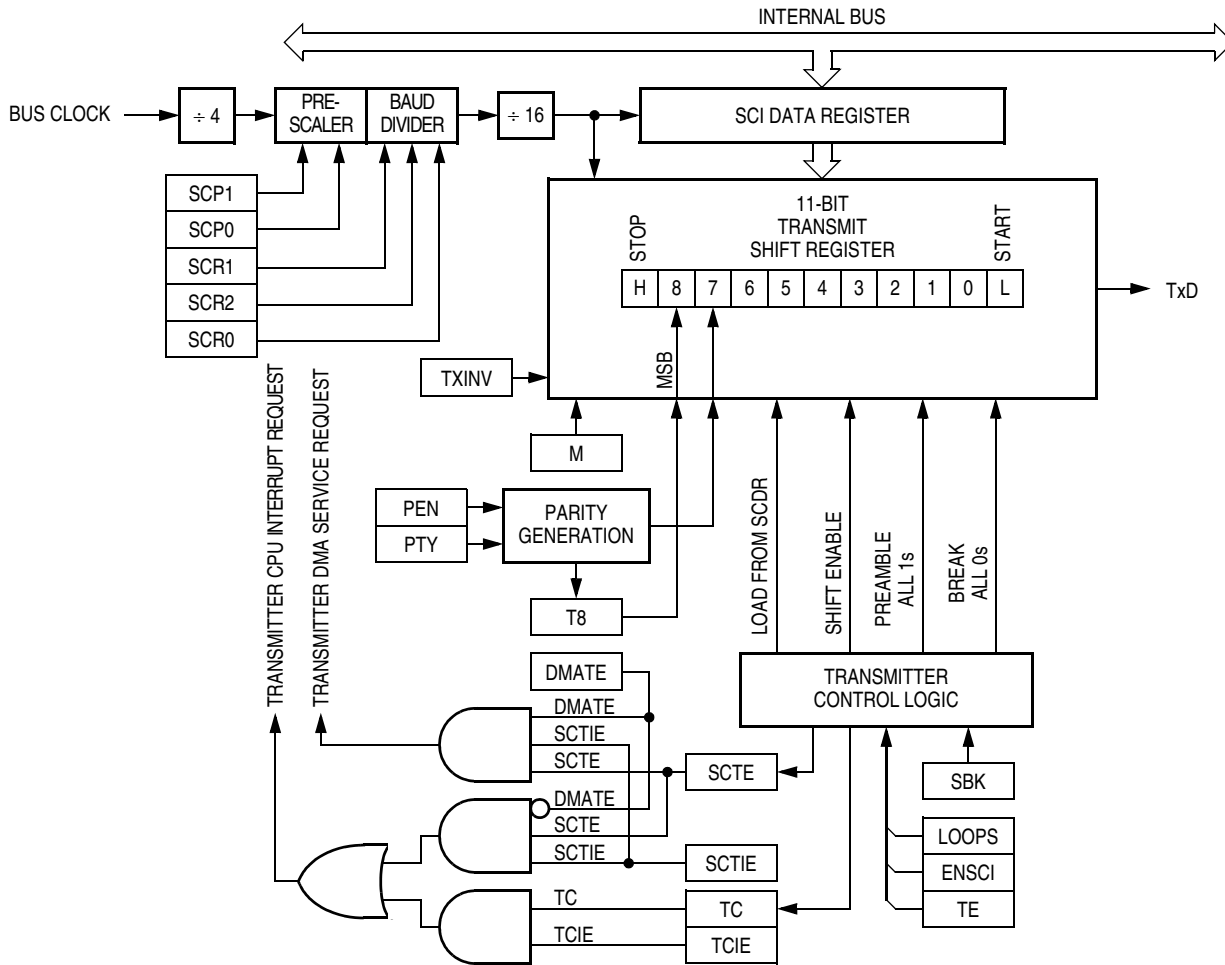 INTERNAL BUS
BUS CLOCK
÷ 4
PRE-
SCALER
BAUD
DIVIDER
÷ 16
SCI DATA REGISTER
SCP1
SCP0
SCR1
SCR2
SCR0
11-BIT
TRANSMIT
SHIFT REGISTER
STOP
START
H 8 7 6 5 4 3 2 1 0 L
TxD
TXINV
MSB
M
PEN
PTY
PARITY
GENERATION
T8
TRANSMITTER CPU INTERRUPT REQUEST
TRANSMITTER DMA SERVICE REQUEST
LOAD FROM SCDR
SHIFT ENABLE
PREAMBLE
ALL 1s
BREAK
ALL 0s
TRANSMITTER
CONTROL LOGIC
DMATE
DMATE
SCTIE
SCTE
SCTE
SBK
DMATE
SCTE
SCTIE
SCTIE
LOOPS
ENSCI
TE
TC
TC
TCIE
TCIE